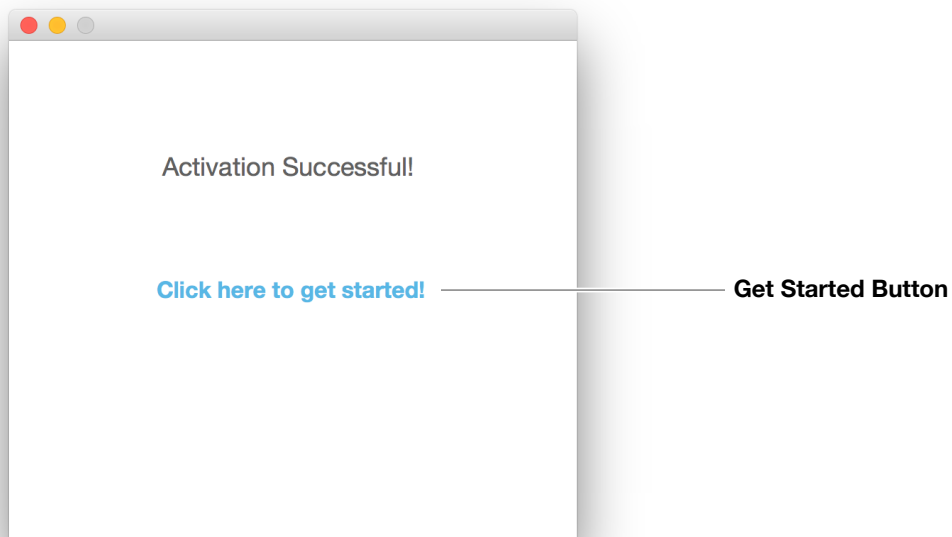 Activation Successful!
Click here to get started!
Get Started Button